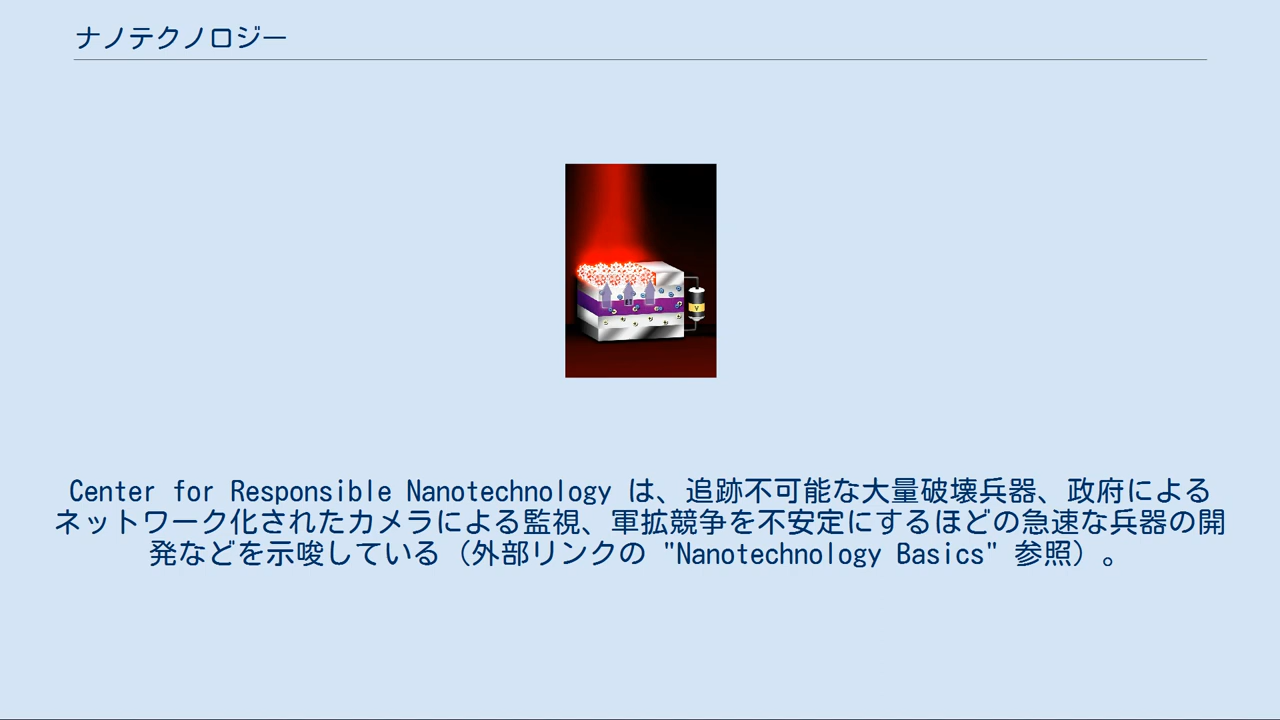 ナノテクノロジー
Center for Responsible Nanotechnology は、追跡不可能な大量破壊兵器、政府による
ネットワーク化されたカメラによる監視、軍拡競争を不安定にするほどの急速な兵器の開
発などを示唆している（外部リンクの "Nanotechnology Basics" 参照）。